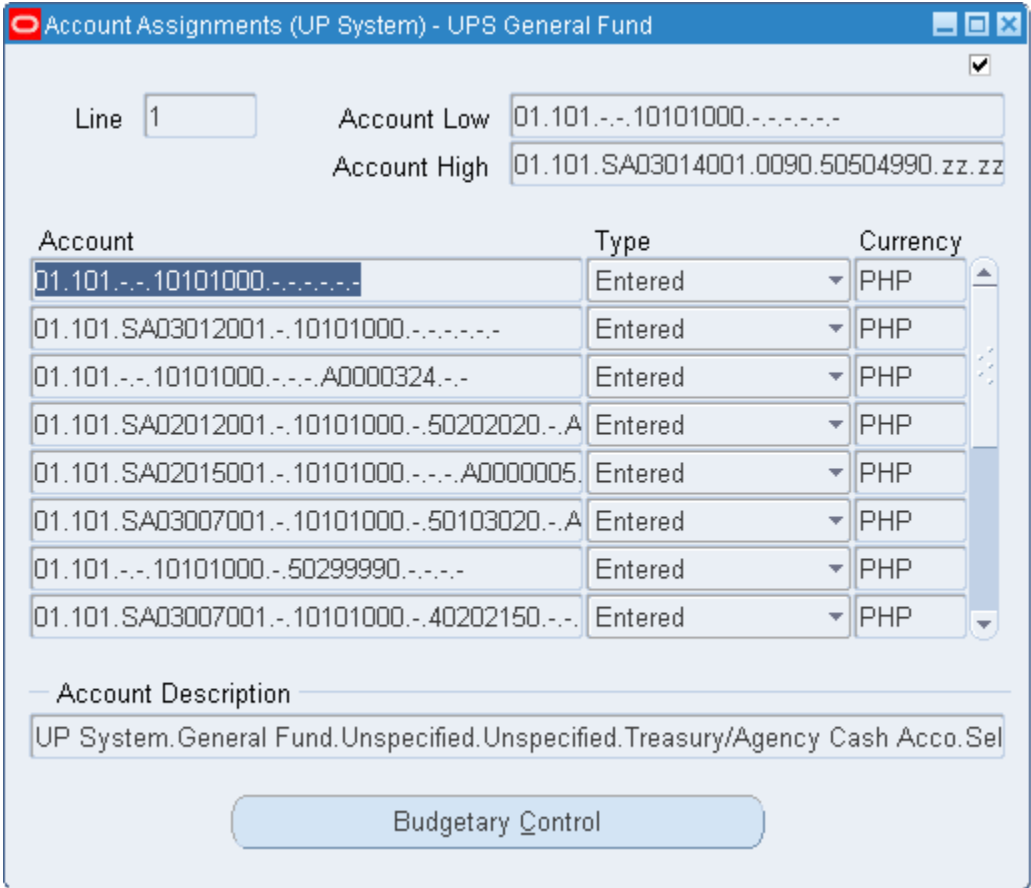 Account Assignments (UP System) - UPS General Fund
Line 1 Account Low 01.101.-.-.10101000.-.-.-.-.-.-
Account High 01.101.SA03014001.0090.50504990.zz.zz
Account Type Currency
01.101.-.-.10101000.-.-.-.-.-.- Entered PHP
01.101.SA03012001.-.10101000.-.-.-.-.-.- Entered PHP
01.101.-.-.10101000.-.-.-.A0000324.-.- Entered PHP
01.101.SA02012001.-.10101000.-.50202020.-.A Entered PHP
01.101.SA02015001.-.10101000.-.-.-.A0000005. Entered PHP
01.101.SA03007001.-.10101000.-.50103020.-.A Entered PHP
01.101.-.-.10101000.-.50299990.-.-.-.- Entered PHP
01.101.SA03007001.-.10101000.-.40202150.-.-. Entered PHP
Account Description
UP System.General Fund.Unspecified.Unspecified.Treasury/Agency Cash Acco.Sel
Budgetary Control